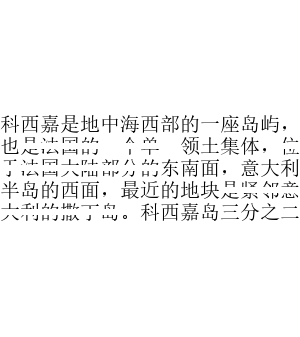 科西嘉是地中海西部的一座岛屿，
也是法国的 个单 领土集体，位
于法国大陆部分的东南面，意大利
半岛的西面，最近的地块是紧邻意
大利的撒丁岛。科西嘉岛三分之二